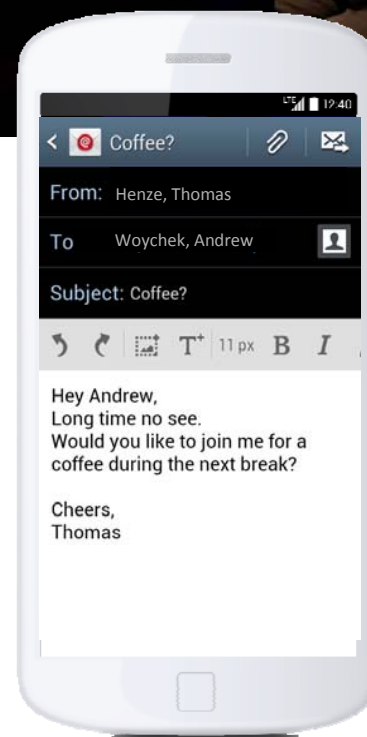 LTE 12:40
< @ Coffee?
From: Henze, Thomas
To Woychek, Andrew
Subject: Coffee?
T+ 11 px B I
Hey Andrew,
Long time no see.
Would you like to join me for a
coffee during the next break?
Cheers,
Thomas